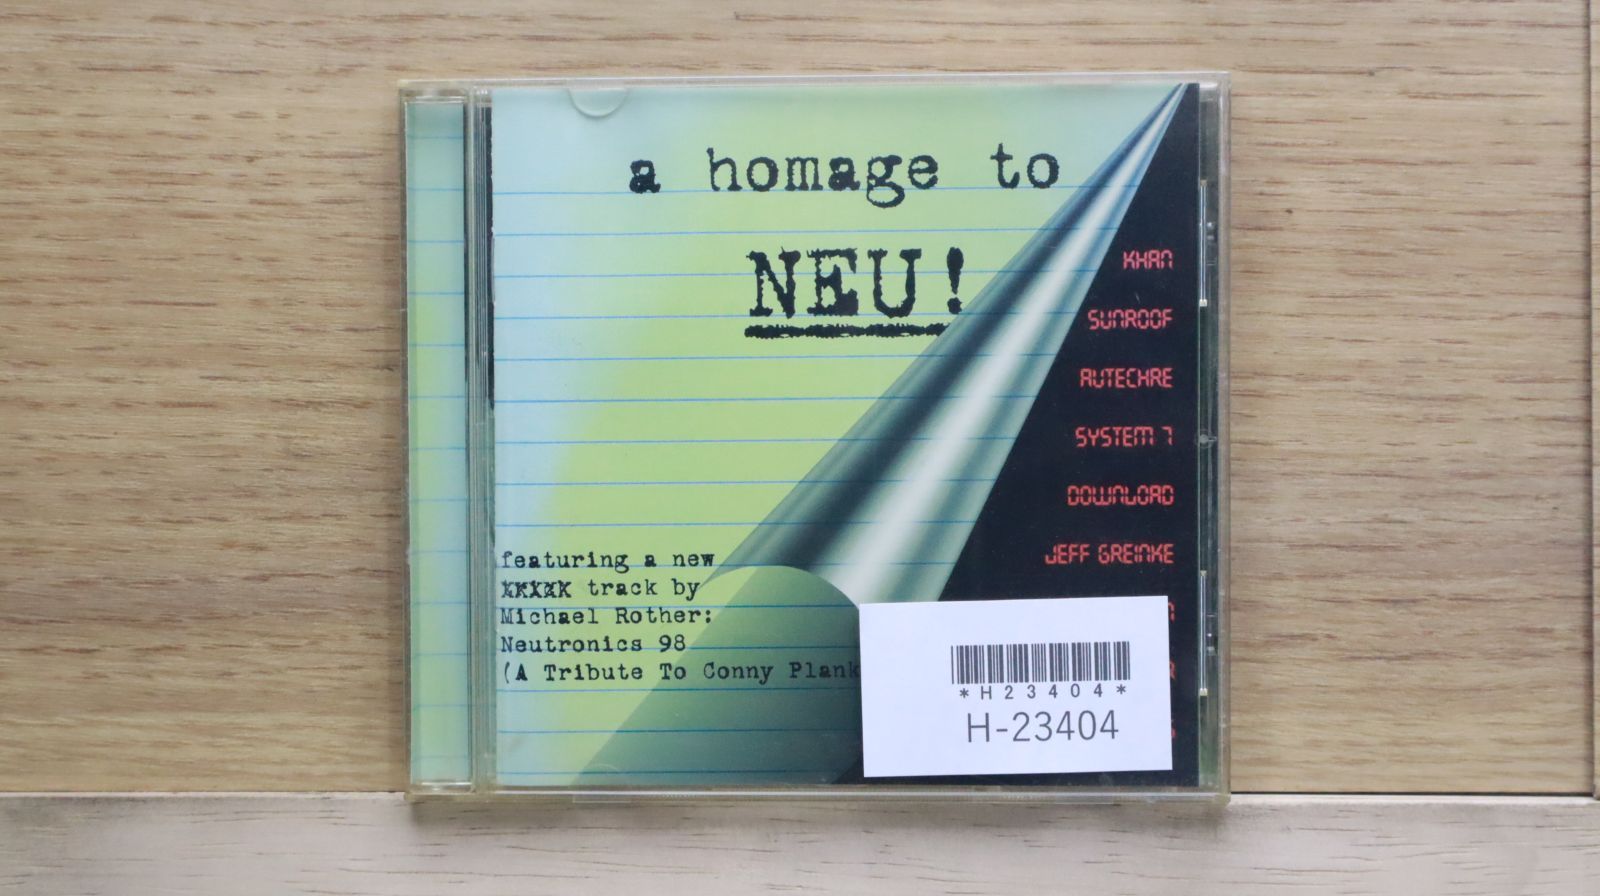 a homage to
NEU!
KHAN
SUNROOF
AUTECHRE
SYSTEM 7
DOWNLOAD
JEFF GREINKE
featuring a new
track by
Michael Rother:
Neutronics 98
(A Tribute To Conny Plank
*H23404*
H-23404